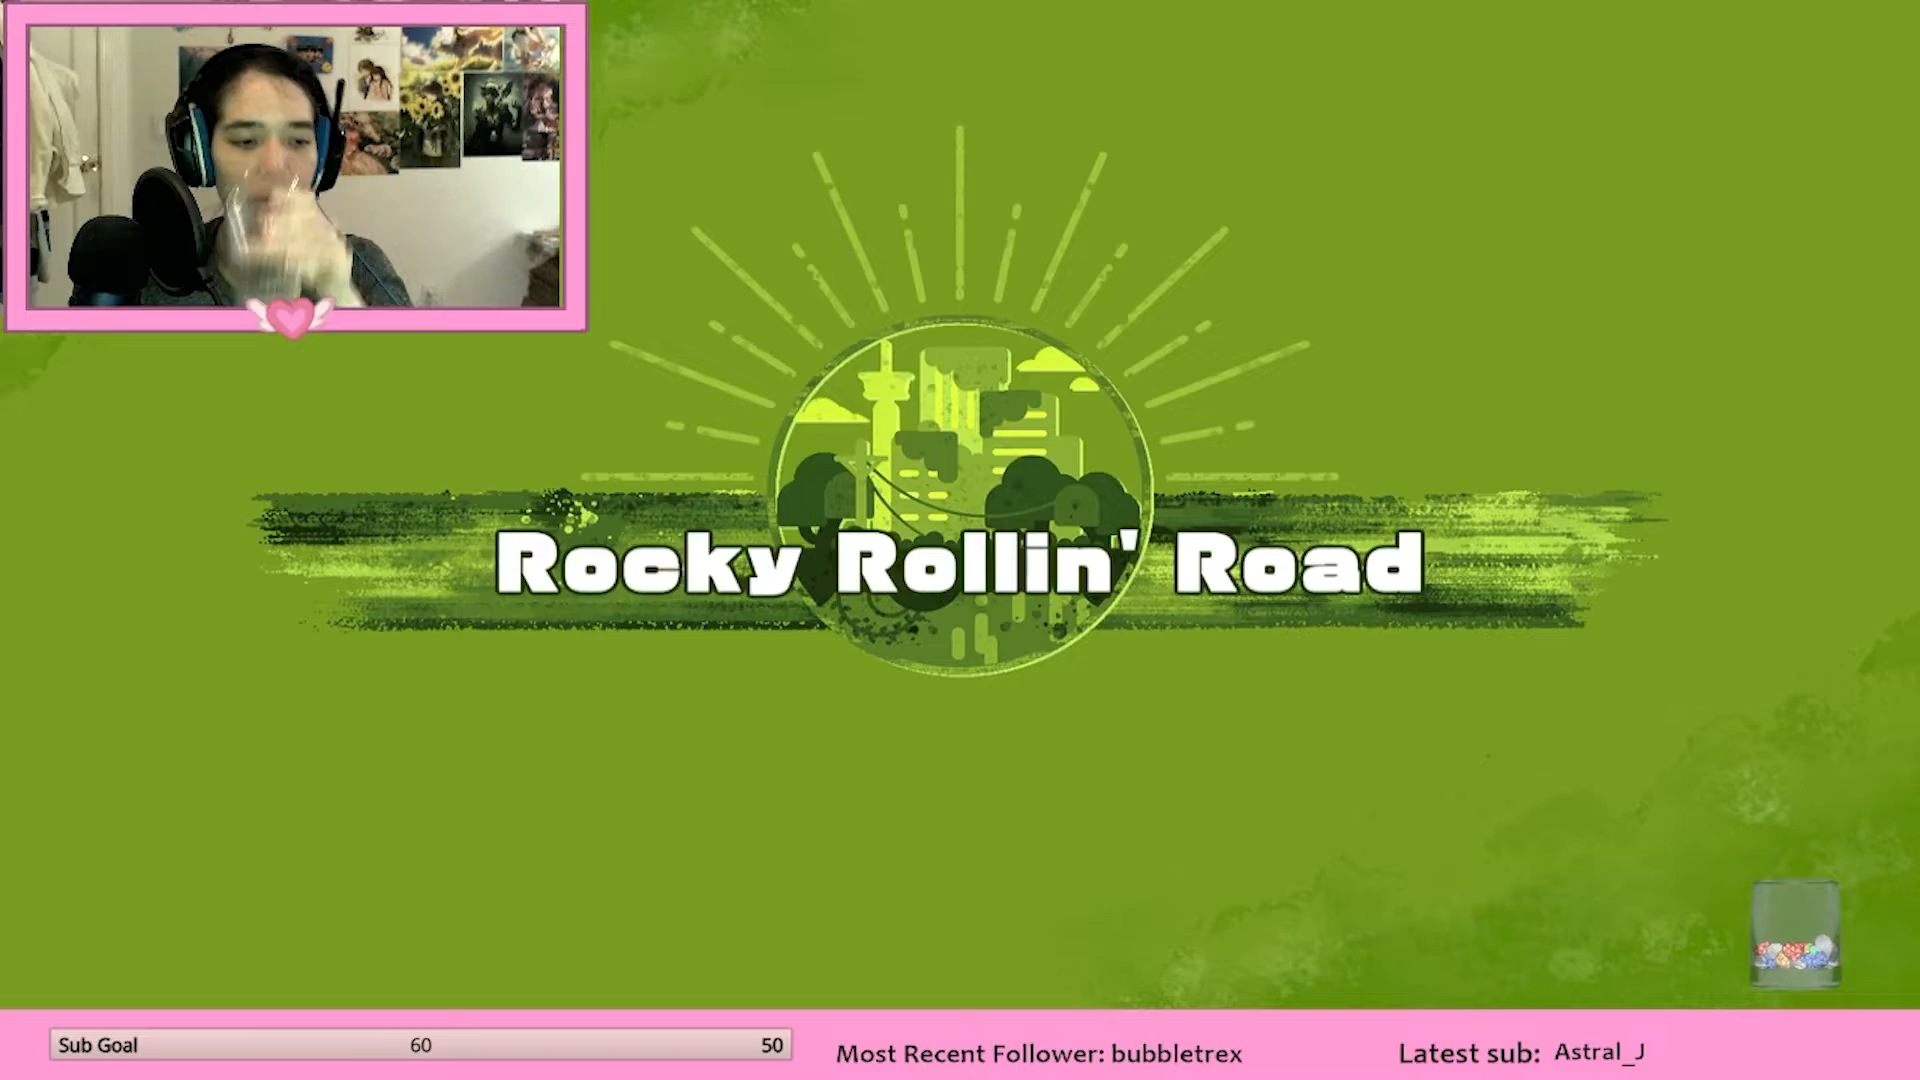 Rocky Rollin' Road
Sub Goal 60 50
Most Recent Follower: bubbletrex
Latest sub: Astral_J